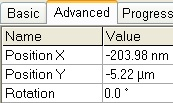 Basic Advanced Progress
Name Value
Position X -203.98 nm
Position Y -5.22 µm
Rotation 0.0 °